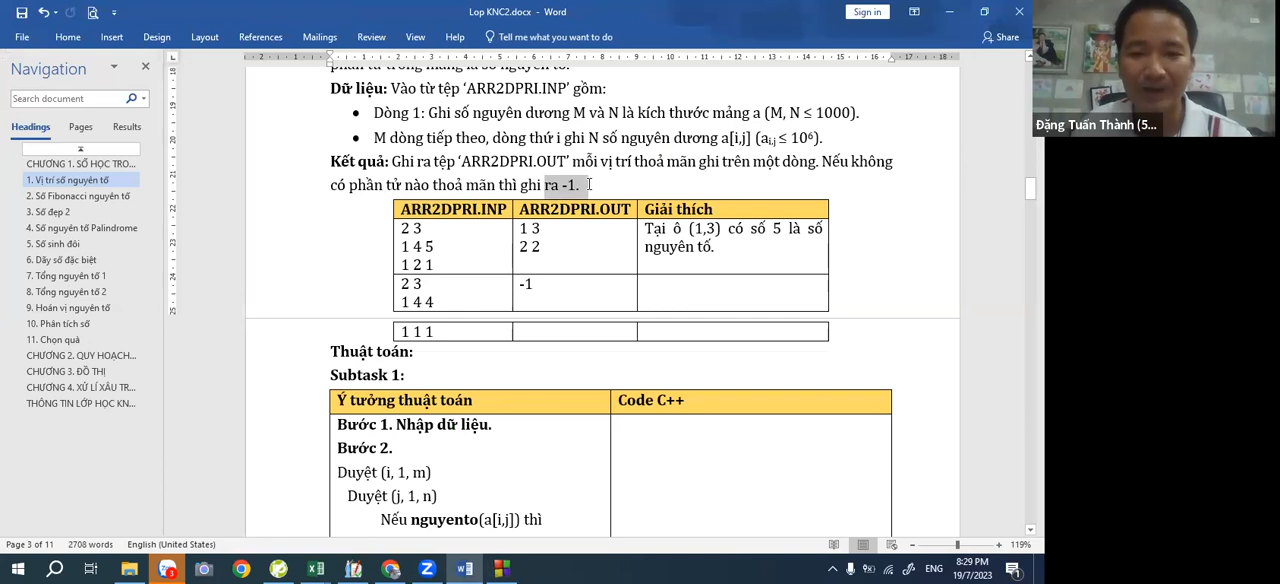 Lop KNC2.docx - Word
Sign in
File Home Insert Design Layout References Mailings Review View Help Tell me what you want to do Share
Navigation
Search document
Headings Pages Results
CHƯƠNG 1. SỐ HỌC TRO...
1. Vị trí số nguyên tố
2. Số Fibonacci nguyên tố
3. Số đẹp 2
4. Số nguyên tố Palindrome
5. Số sinh đôi
6. Dãy số đặc biệt
7. Tổng nguyên tố 1
8. Tổng nguyên tố 2
9. Hoán vị nguyên tố
10. Phân tích số
11. Chọn quà
CHƯƠNG 2. QUY HOẠCH...
CHƯƠNG 3. ĐỒ THỊ
CHƯƠNG 4. XỬ LÍ XÂU TR...
THÔNG TIN LỚP HỌC KN...
phần tử trong mảng là số nguyên tố.
Dữ liệu: Vào từ tệp ‘ARR2DPRI.INP’ gồm:
• Dòng 1: Ghi số nguyên dương M và N là kích thước mảng a (M, N ≤ 1000).
• M dòng tiếp theo, dòng thứ i ghi N số nguyên dương a[i,j] (ai,j ≤ 10⁶).
Kết quả: Ghi ra tệp ‘ARR2DPRI.OUT’ mỗi vị trí thoả mãn ghi trên một dòng. Nếu không
có phần tử nào thoả mãn thì ghi ra -1.
ARR2DPRI.INP ARR2DPRI.OUT Giải thích
2 3 1 3 Tại ô (1,3) có số 5 là số
1 4 5 2 2 nguyên tố.
1 2 1
2 3 -1
1 4 4
1 1 1
Thuật toán:
Subtask 1:
Ý tưởng thuật toán Code C++
Bước 1. Nhập dữ liệu.
Bước 2.
Duyệt (i, 1, m)
Duyệt (j, 1, n)
Nếu nguyento(a[i,j]) thì
Page 3 of 11 2708 words English (United States) 119%
ENG 8:29 PM
19/7/2023
Đặng Tuấn Thành (5...